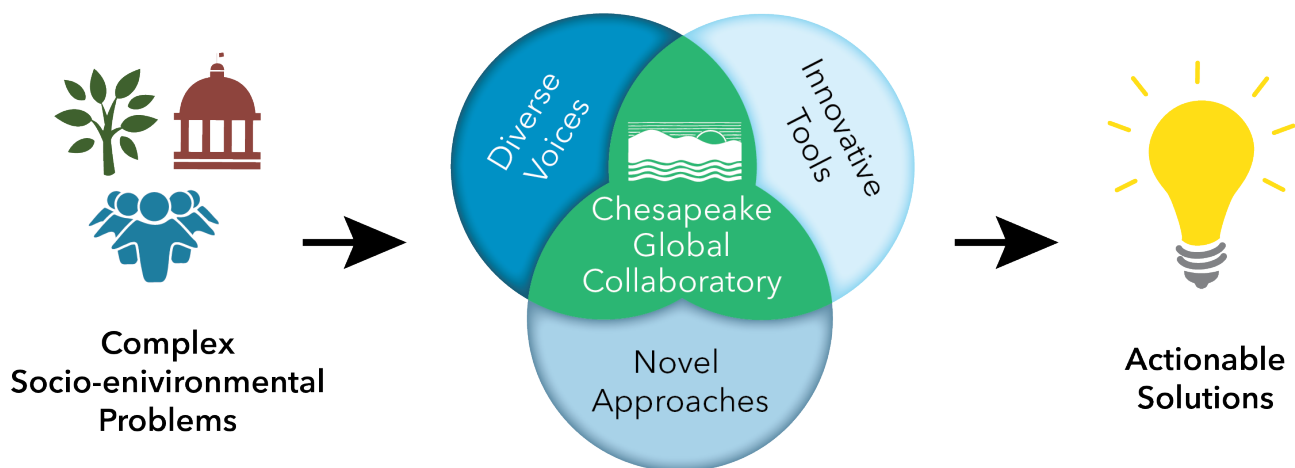 Complex
Socio-enivironmental
Problems
Diverse
Voices
Innovative
Tools
Chesapeake
Global
Collaboratory
Novel
Approaches
Actionable
Solutions